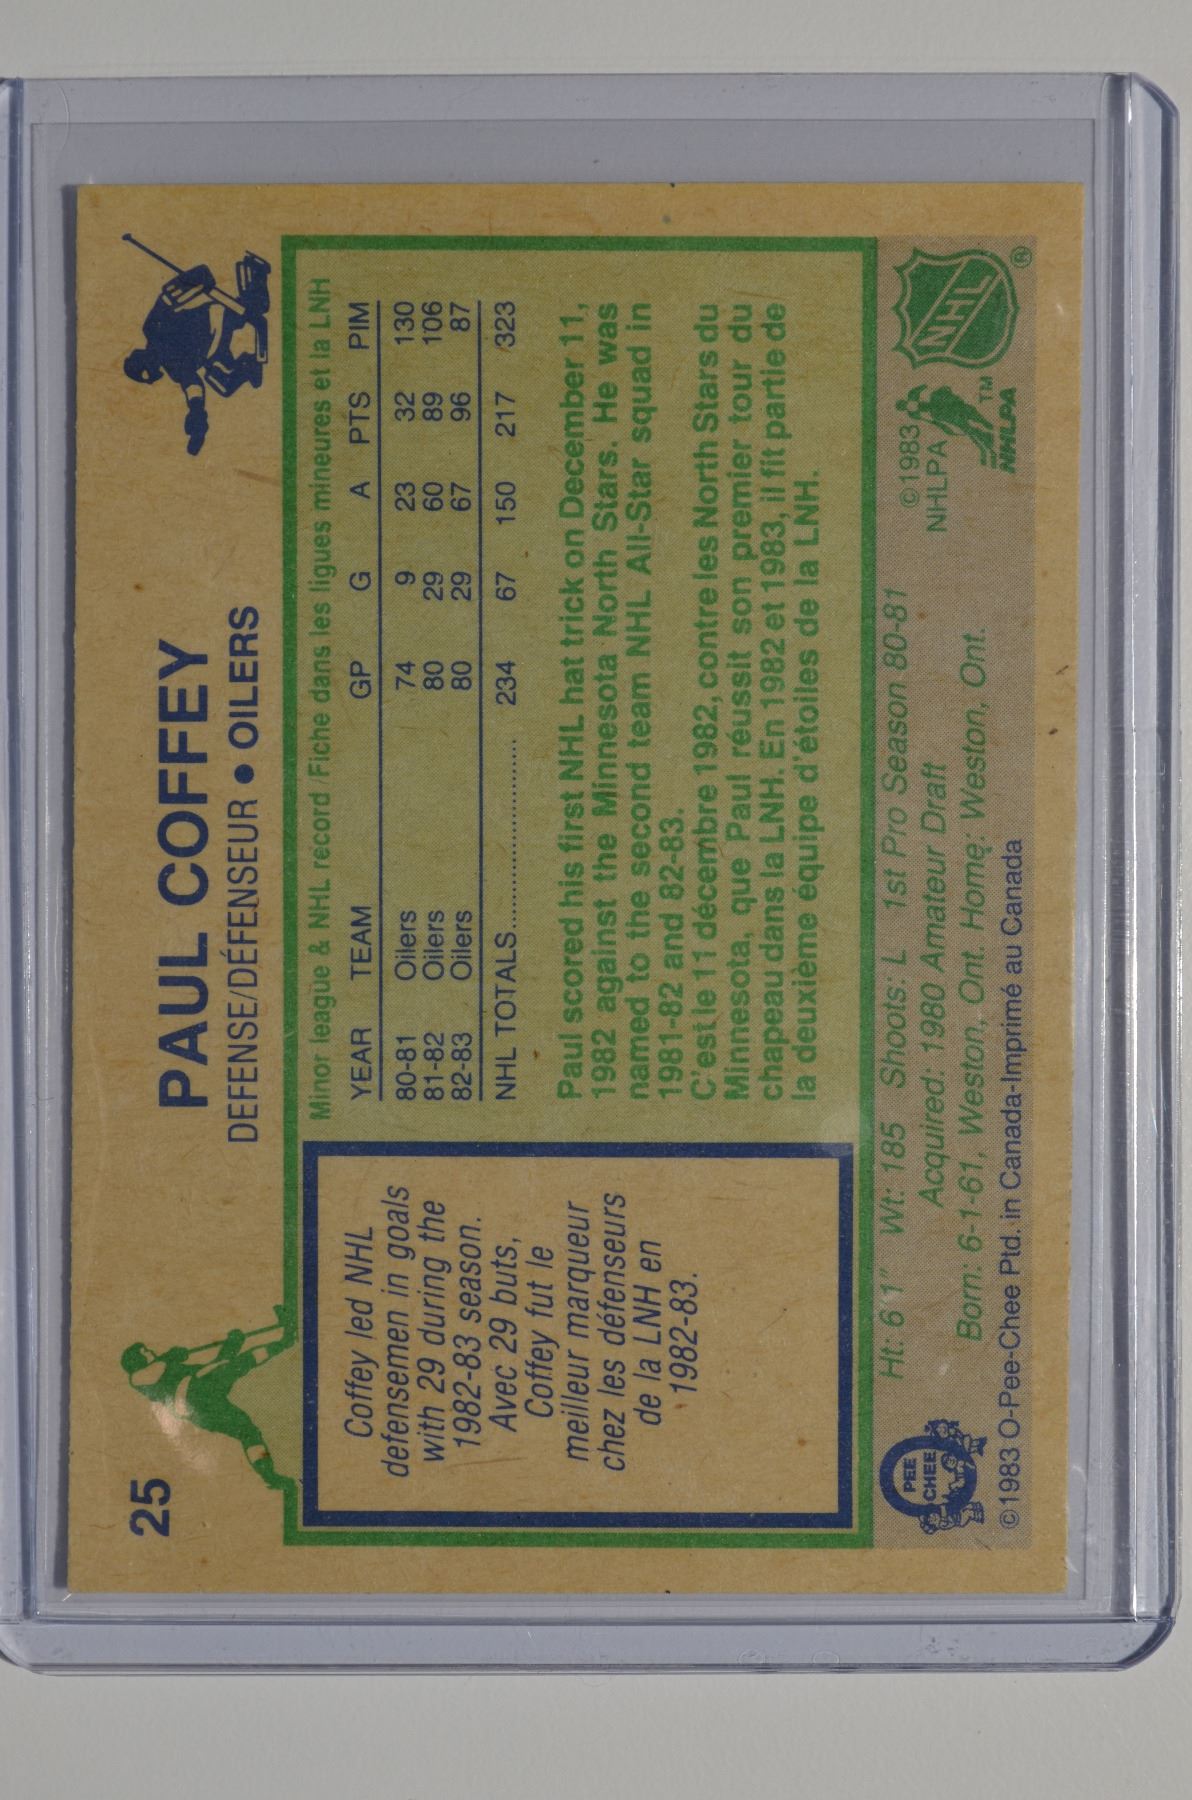 25
PAUL COFFEY
DEFENSE/DÉFENSEUR • OILERS
Coffey led NHL
defensemen in goals
with 29 during the
1982-83 season.
Avec 29 buts,
Coffey fut le
meilleur marqueur
chez les défenseurs
de la LNH en
1982-83.
Minor league & NHL record/Fiche dans les ligues mineures et la LNH
YEAR TEAM GP G A PTS PIM
80-81 Oilers 74 9 23 32 130
81-82 Oilers 80 29 60 89 106
82-83 Oilers 80 29 67 96 87
NHL TOTALS.................. 234 67 150 217 323
Paul scored his first NHL hat trick on December 11,
1982 against the Minnesota North Stars. He was
named to the second team NHL All-Star squad in
1981-82 and 82-83.
C'est le 11 décembre 1982, contre les North Stars du
Minnesota, que Paul réussit son premier tour du
chapeau dans la LNH. En 1982 et 1983, il fit partie de
la deuxième équipe d'étoiles de la LNH.
Ht: 6'1" Wt: 185 Shoots: L 1st Pro Season 80-81
Acquired: 1980 Amateur Draft
Born: 6-1-61, Weston, Ont. Home: Weston, Ont.
©1983 O-Pee-Chee Ptd. in Canada-Imprimé au Canada
O PEE CHEE
©1983
NHLPA
NHLPA
TM
NHL
®